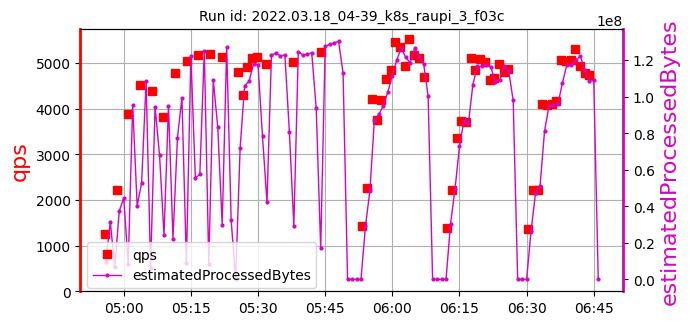 Run id: 2022.03.18_04-39_k8s_raupi_3_f03c
1e8
qps
5000
4000
3000
2000
1000
0
1.2
1.0
0.8
0.6
0.4
0.2
0.0
estimatedProcessedBytes
qps
estimatedProcessedBytes
05:00 05:15 05:30 05:45 06:00 06:15 06:30 06:45